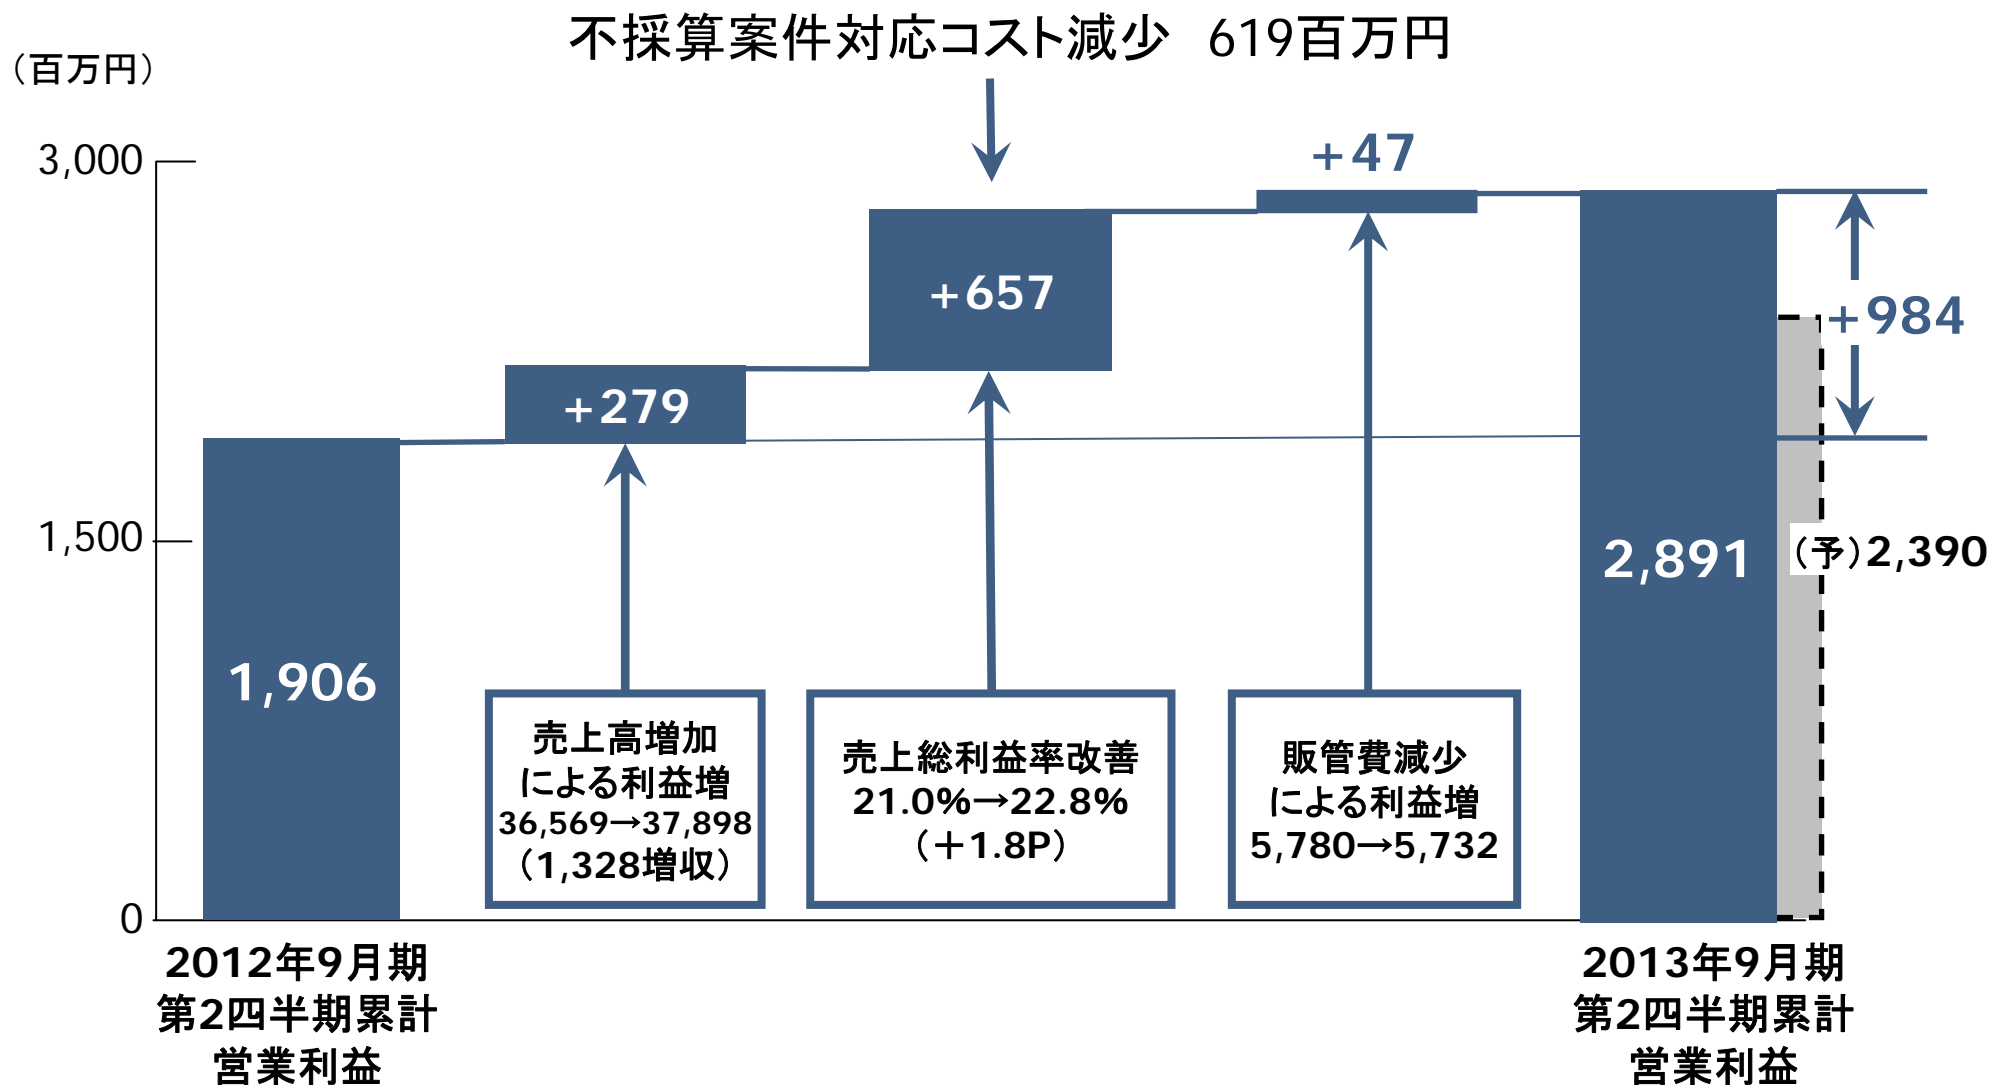 不採算案件対応コスト減少　619百万円
（百万円）
3,000
1,500
0
1,906
+279
+657
+47
2,891
+984
（予）2,390
売上高増加
による利益増
36,569→37,898
（1,328増収）
売上総利益率改善
21.0%→22.8%
（＋1.8P）
販管費減少
による利益増
5,780→5,732
2012年9月期
第2四半期累計
営業利益
2013年9月期
第2四半期累計
営業利益